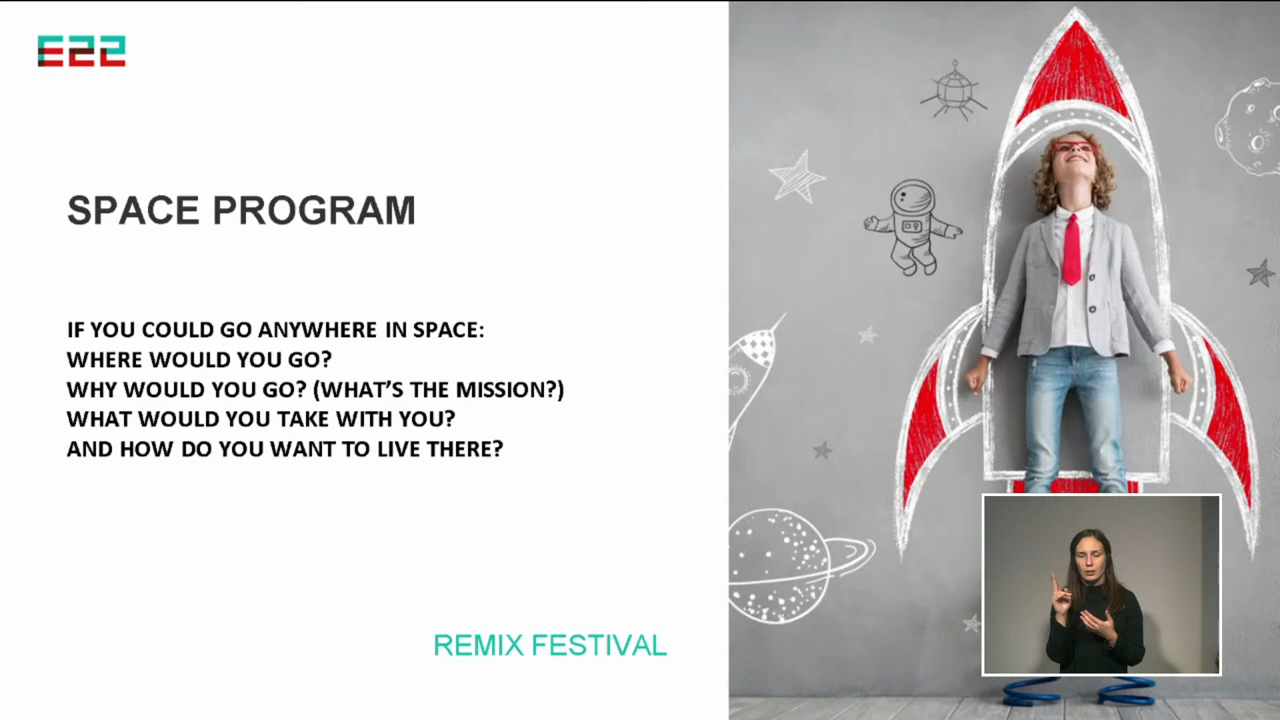 E22
SPACE PROGRAM
IF YOU COULD GO ANYWHERE IN SPACE:
WHERE WOULD YOU GO?
WHY WOULD YOU GO? (WHAT’S THE MISSION?)
WHAT WOULD YOU TAKE WITH YOU?
AND HOW DO YOU WANT TO LIVE THERE?
REMIX FESTIVAL